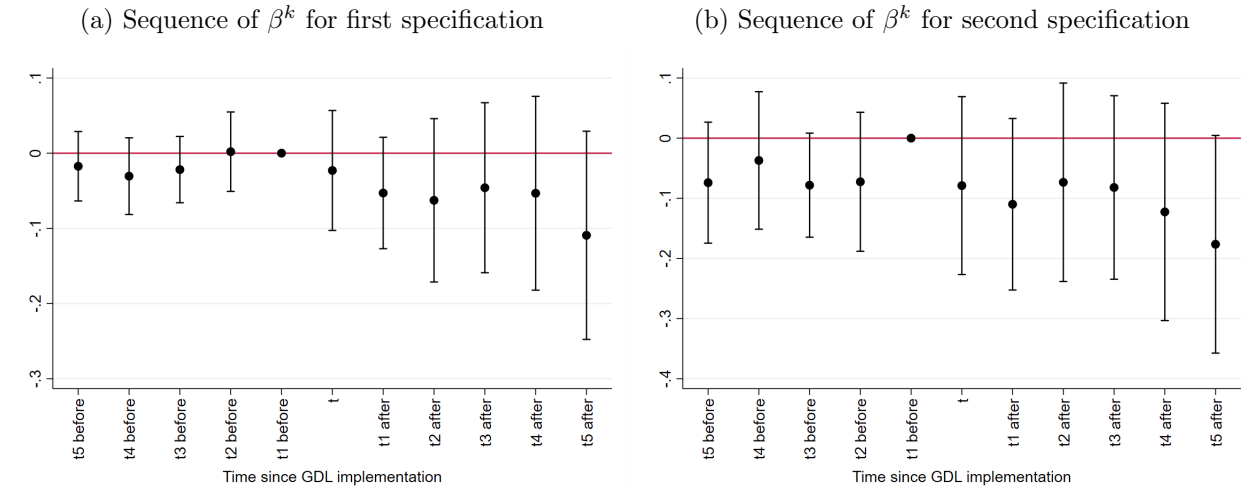 (a) Sequence of β^k for first specification
.1
0
-.1
-.2
-.3
t5 before
t4 before
t3 before
t2 before
t1 before
t
t1 after
t2 after
t3 after
t4 after
t5 after
Time since GDL implementation
(b) Sequence of β^k for second specification
.1
0
-.1
-.2
-.3
-.4
t5 before
t4 before
t3 before
t2 before
t1 before
t
t1 after
t2 after
t3 after
t4 after
t5 after
Time since GDL implementation